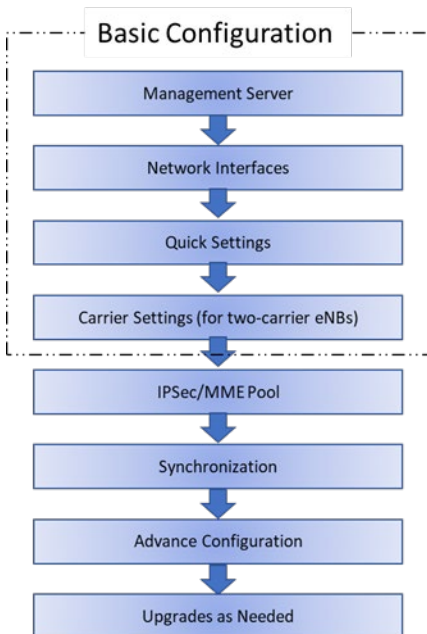 Basic Configuration
Management Server
Network Interfaces
Quick Settings
Carrier Settings (for two-carrier eNBs)
IPSec/MME Pool
Synchronization
Advance Configuration
Upgrades as Needed